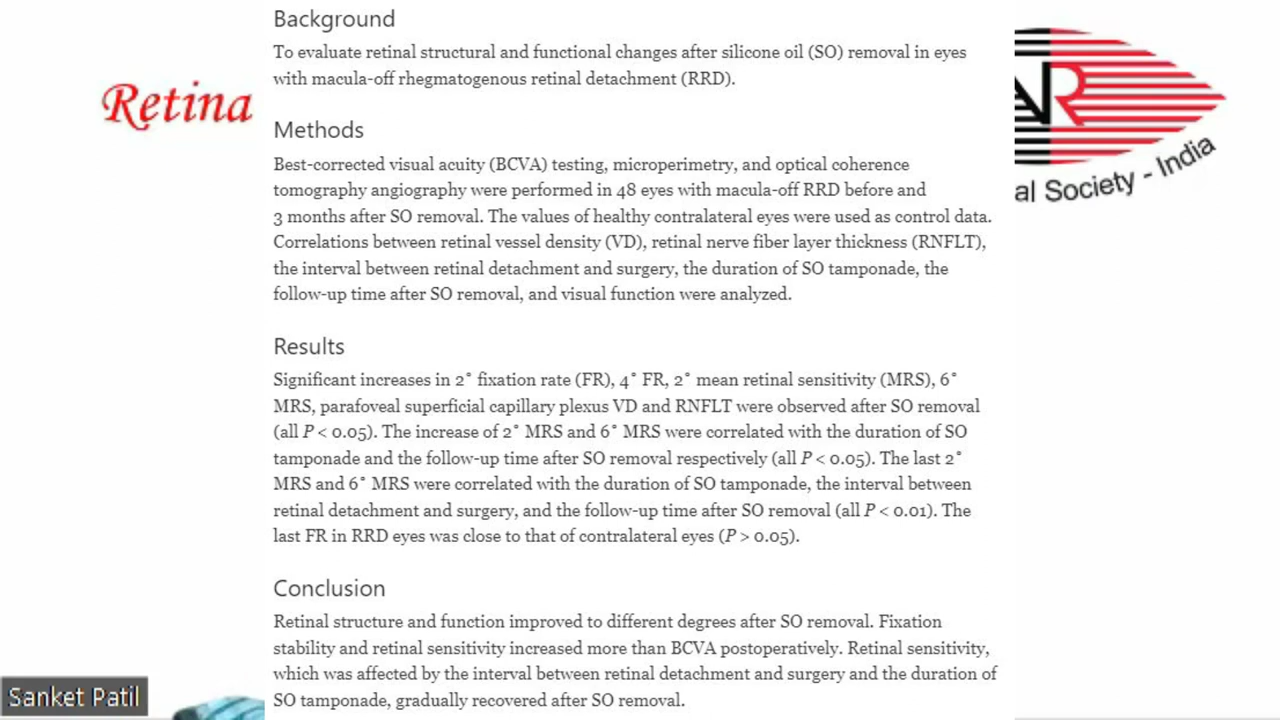 Background
To evaluate retinal structural and functional changes after silicone oil (SO) removal in eyes
with macula-off rhegmatogenous retinal detachment (RRD).
Retina
Methods
Best-corrected visual acuity (BCVA) testing, microperimetry, and optical coherence
tomography angiography were performed in 48 eyes with macula-off RRD before and
3 months after SO removal. The values of healthy contralateral eyes were used as control data.
Correlations between retinal vessel density (VD), retinal nerve fiber layer thickness (RNFLT),
the interval between retinal detachment and surgery, the duration of SO tamponade, the
follow-up time after SO removal, and visual function were analyzed.
al Society - India
Results
Significant increases in 2˚ fixation rate (FR), 4˚ FR, 2˚ mean retinal sensitivity (MRS), 6˚
MRS, parafoveal superficial capillary plexus VD and RNFLT were observed after SO removal
(all P < 0.05). The increase of 2˚ MRS and 6˚ MRS were correlated with the duration of SO
tamponade and the follow-up time after SO removal respectively (all P < 0.05). The last 2˚
MRS and 6˚ MRS were correlated with the duration of SO tamponade, the interval between
retinal detachment and surgery, and the follow-up time after SO removal (all P < 0.01). The
last FR in RRD eyes was close to that of contralateral eyes (P > 0.05).
Conclusion
Retinal structure and function improved to different degrees after SO removal. Fixation
stability and retinal sensitivity increased more than BCVA postoperatively. Retinal sensitivity,
which was affected by the interval between retinal detachment and surgery and the duration of
SO tamponade, gradually recovered after SO removal.
Sanket Patil